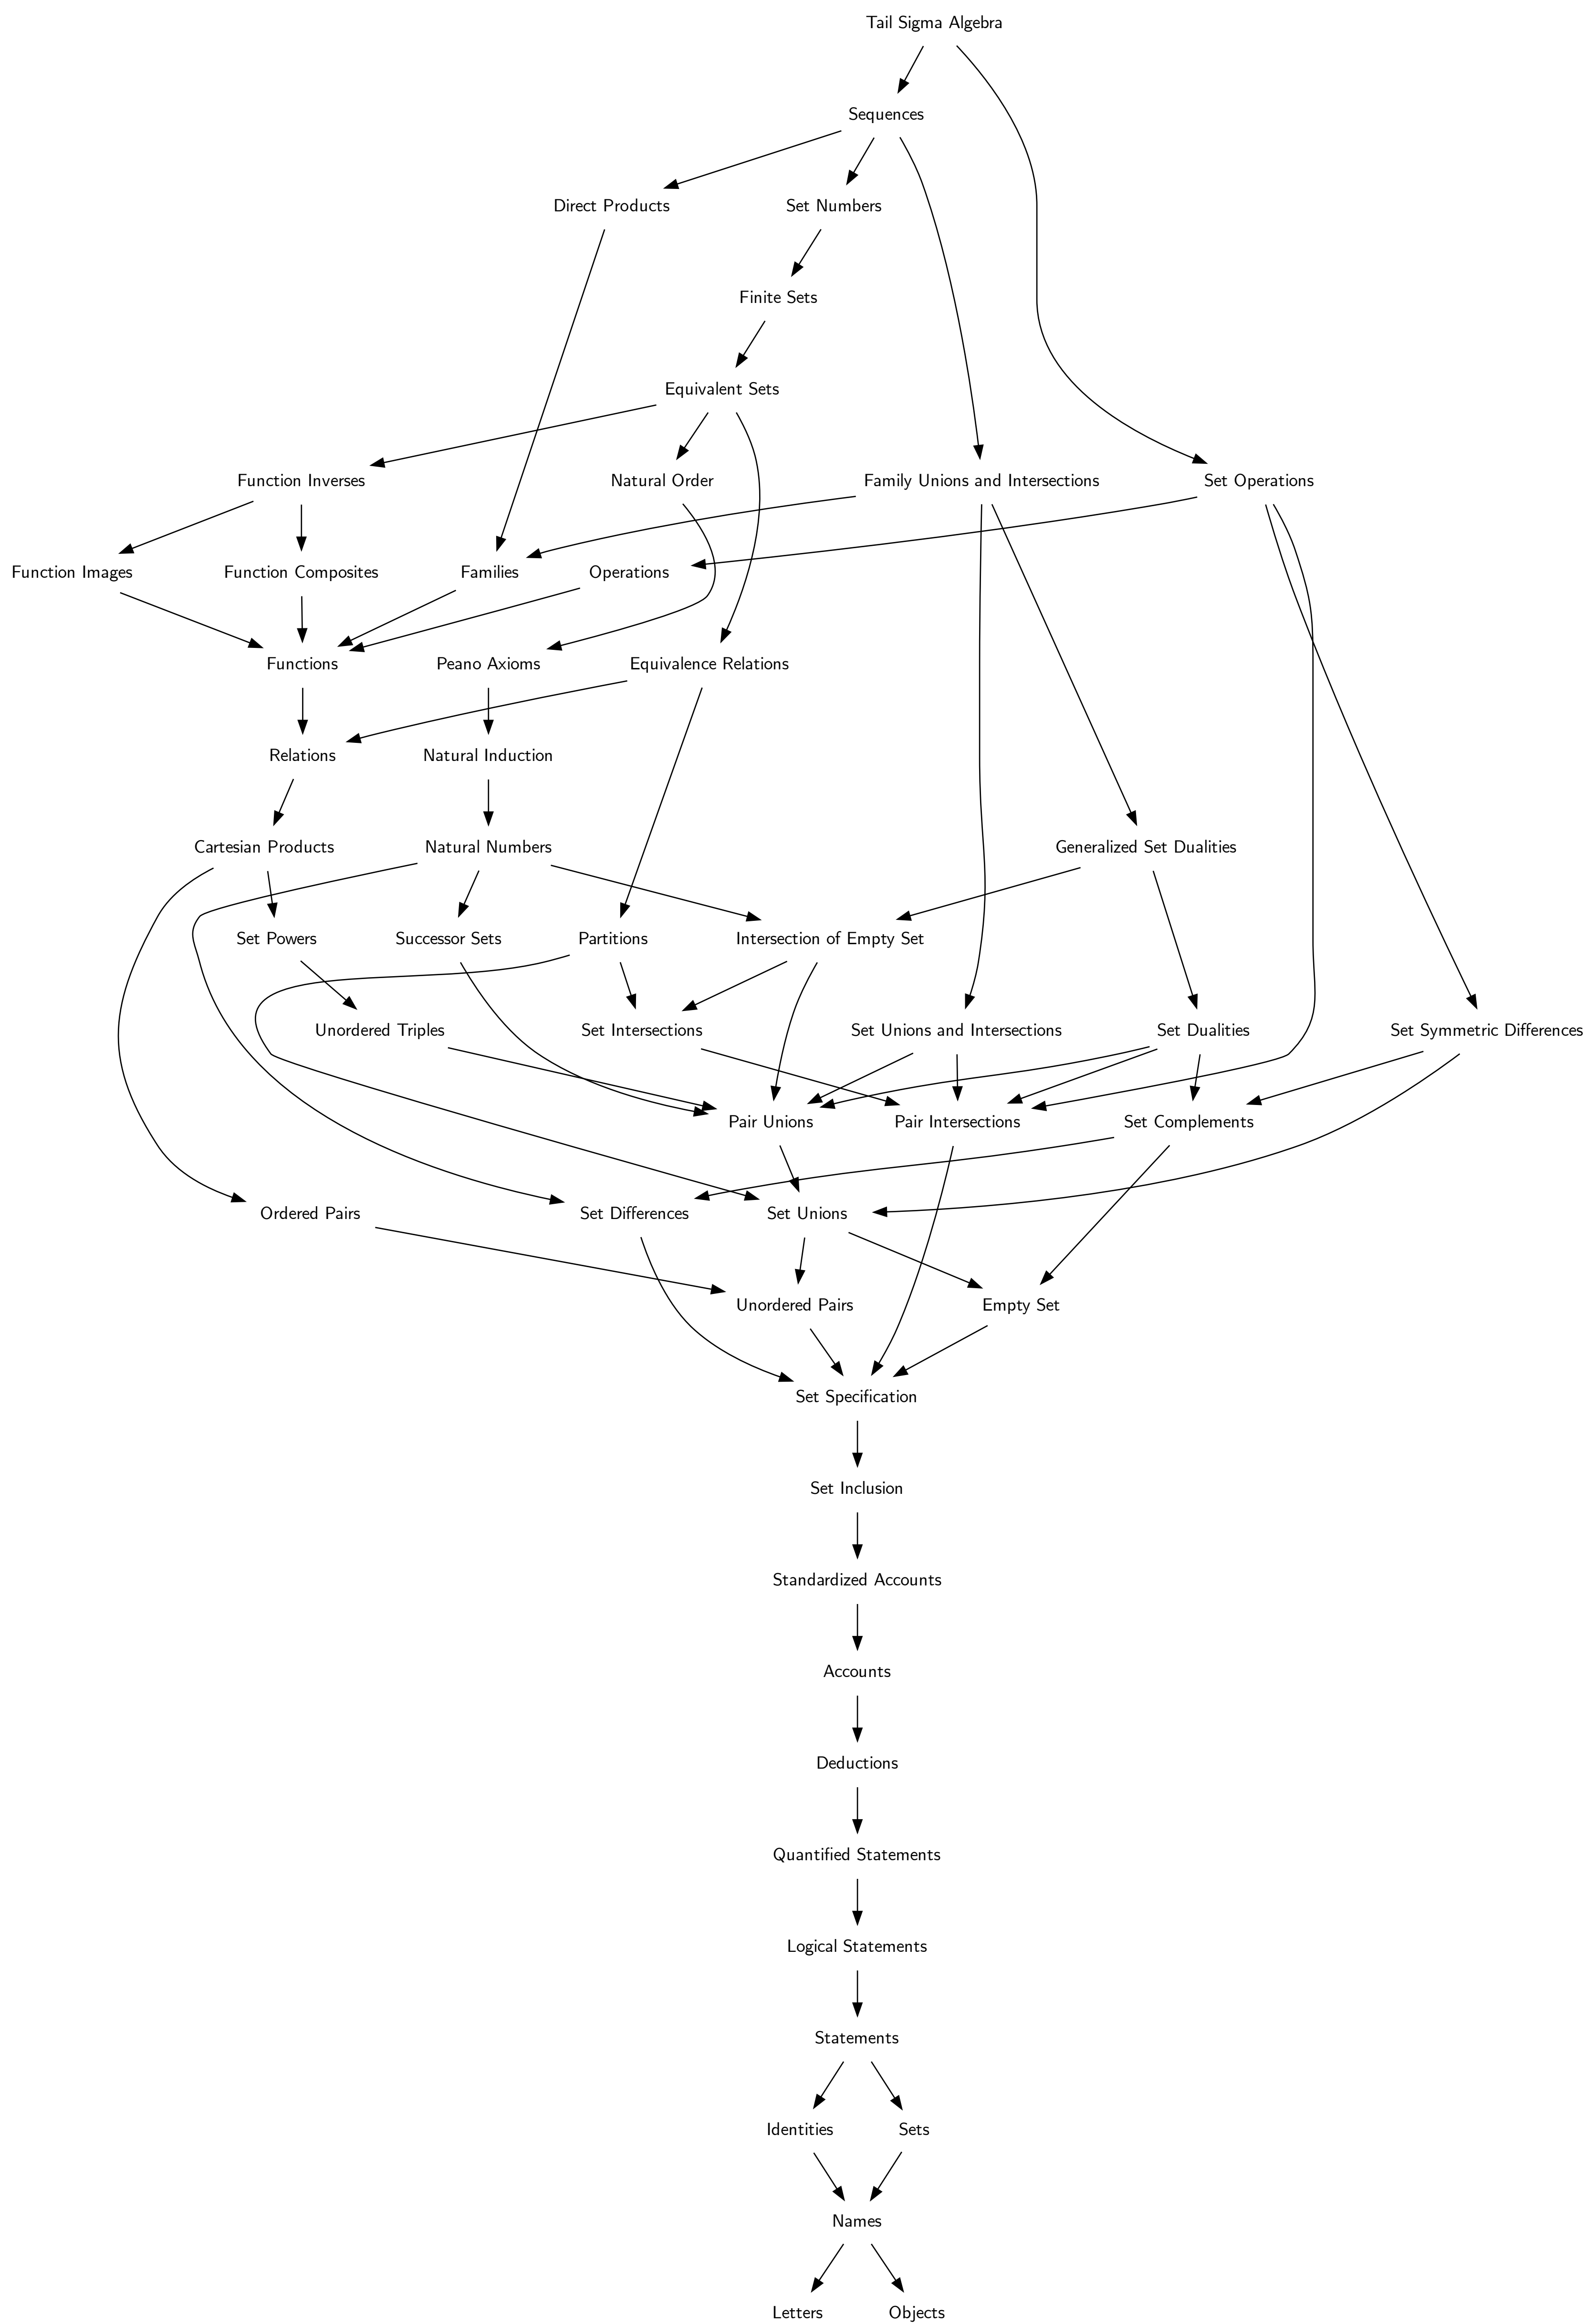 Tail Sigma Algebra
Sequences
Direct Products
Set Numbers
Finite Sets
Equivalent Sets
Function Inverses
Natural Order
Family Unions and Intersections
Set Operations
Function Images
Function Composites
Families
Operations
Functions
Peano Axioms
Equivalence Relations
Relations
Natural Induction
Cartesian Products
Natural Numbers
Generalized Set Dualities
Set Powers
Successor Sets
Partitions
Intersection of Empty Set
Unordered Triples
Set Intersections
Set Unions and Intersections
Set Dualities
Set Symmetric Differences
Pair Unions
Pair Intersections
Set Complements
Ordered Pairs
Set Differences
Set Unions
Unordered Pairs
Empty Set
Set Specification
Set Inclusion
Standardized Accounts
Accounts
Deductions
Quantified Statements
Logical Statements
Statements
Identities
Sets
Names
Letters
Objects